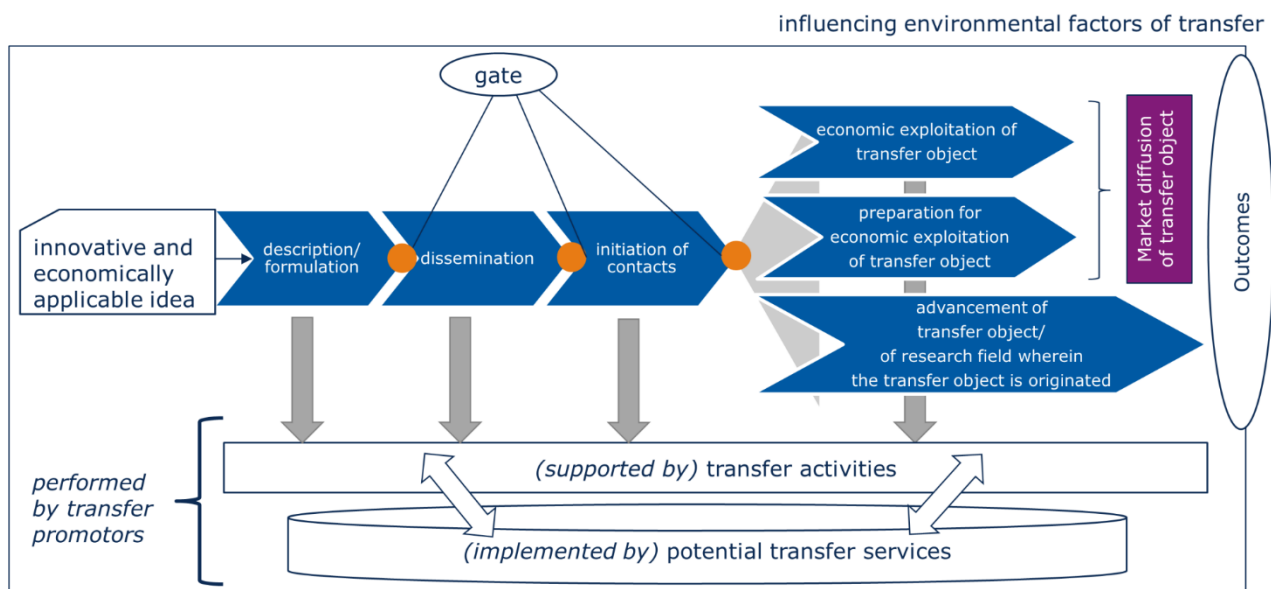 influencing environmental factors of transfer
gate
innovative and
economically
applicable idea
description/
formulation
dissemination
initiation of
contacts
economic exploitation of
transfer object
preparation for
economic exploitation
of transfer object
advancement of
transfer object/
of research field wherein
the transfer object is originated
Market diffusion
of transfer object
Outcomes
performed
by transfer
promotors
(supported by) transfer activities
(implemented by) potential transfer services